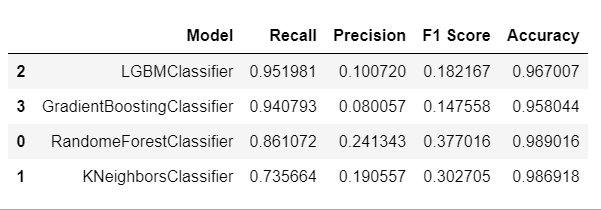 Model Recall Precision F1 Score Accuracy
2 LGBMClassifier 0.951981 0.100720 0.182167 0.967007
3 GradientBoostingClassifier 0.940793 0.080057 0.147558 0.958044
0 RandomeForestClassifier 0.861072 0.241343 0.377016 0.989016
1 KNeighborsClassifier 0.735664 0.190557 0.302705 0.986918